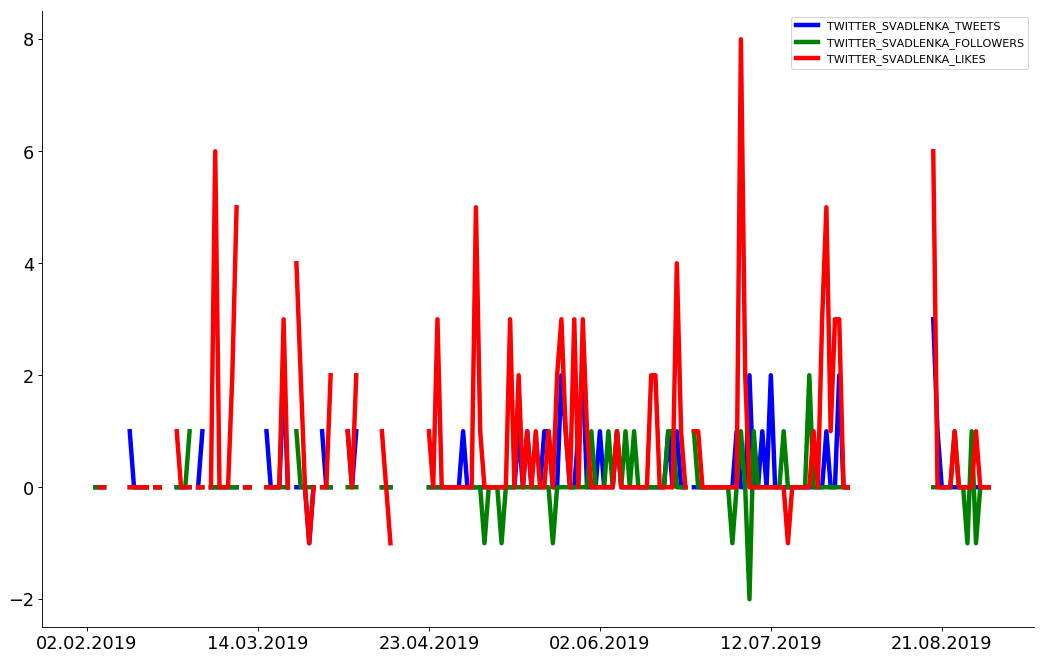 TWITTER_SVADLENKA_TWEETS
TWITTER_SVADLENKA_FOLLOWERS
TWITTER_SVADLENKA_LIKES
8
6
4
2
0
−2
02.02.2019 14.03.2019 23.04.2019 02.06.2019 12.07.2019 21.08.2019